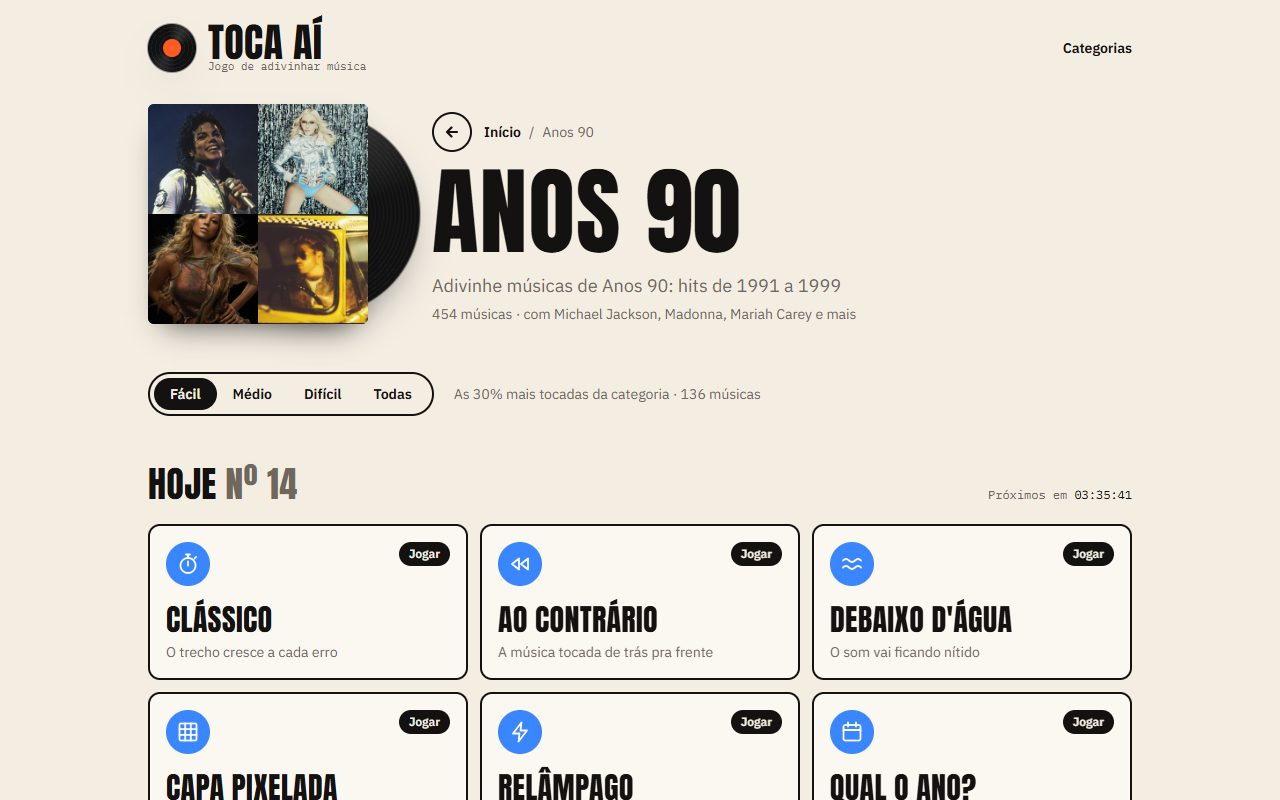 TOCA AÍ
Jogo de adivinhar música
Categorias
Início / Anos 90
ANOS 90
Adivinhe músicas de Anos 90: hits de 1991 a 1999
454 músicas · com Michael Jackson, Madonna, Mariah Carey e mais
Fácil Médio Difícil Todas
As 30% mais tocadas da categoria · 136 músicas
HOJE Nº 14
Próximos em 03:35:41
Jogar
CLÁSSICO
O trecho cresce a cada erro
Jogar
AO CONTRÁRIO
A música tocada de trás pra frente
Jogar
DEBAIXO D'ÁGUA
O som vai ficando nítido
Jogar
CAPA PIXELADA
Jogar
RELÂMPAGO
Jogar
QUAL O ANO?